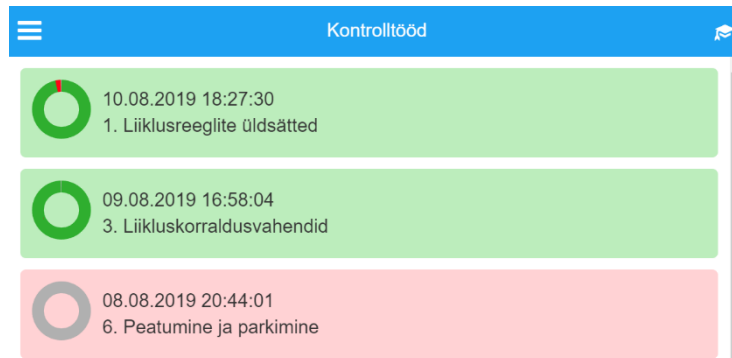 Kontrolltööd
10.08.2019 18:27:30
1. Liiklusreeglite üldsätted
09.08.2019 16:58:04
3. Liikluskorraldusvahendid
08.08.2019 20:44:01
6. Peatumine ja parkimine